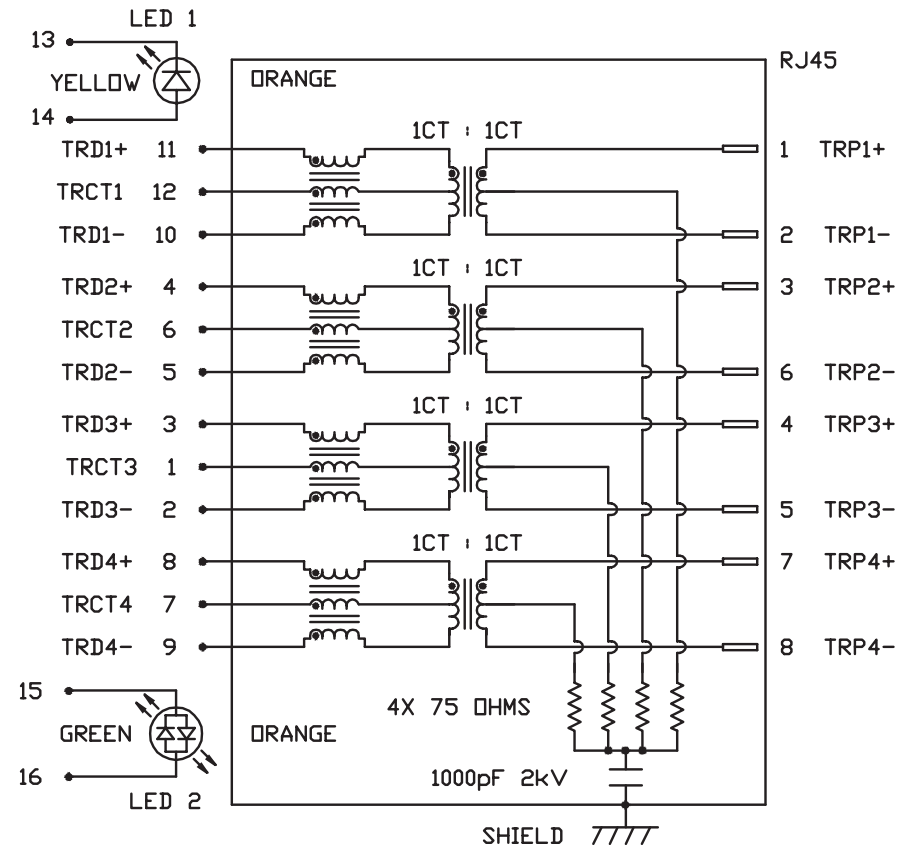 LED 1
13
YELLOW
14
ORANGE
RJ45
1CT : 1CT
TRD1+ 11
1 TRP1+
TRCT1 12
TRD1- 10
2 TRP1-
1CT : 1CT
TRD2+ 4
3 TRP2+
TRCT2 6
TRD2- 5
6 TRP2-
1CT : 1CT
TRD3+ 3
4 TRP3+
TRCT3 1
TRD3- 2
5 TRP3-
1CT : 1CT
TRD4+ 8
7 TRP4+
TRCT4 7
TRD4- 9
8 TRP4-
15
GREEN
16
LED 2
ORANGE
4X 75 OHMS
1000pF 2kV
SHIELD